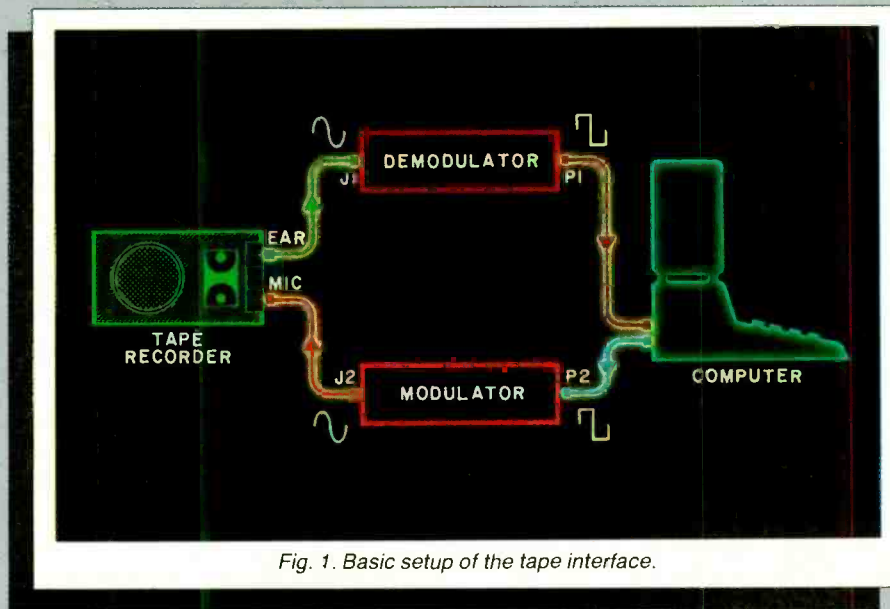 DEMODULATOR
J1
P1
EAR
MIC
TAPE
RECORDER
J2
P2
MODULATOR
COMPUTER
Fig. 1. Basic setup of the tape interface.